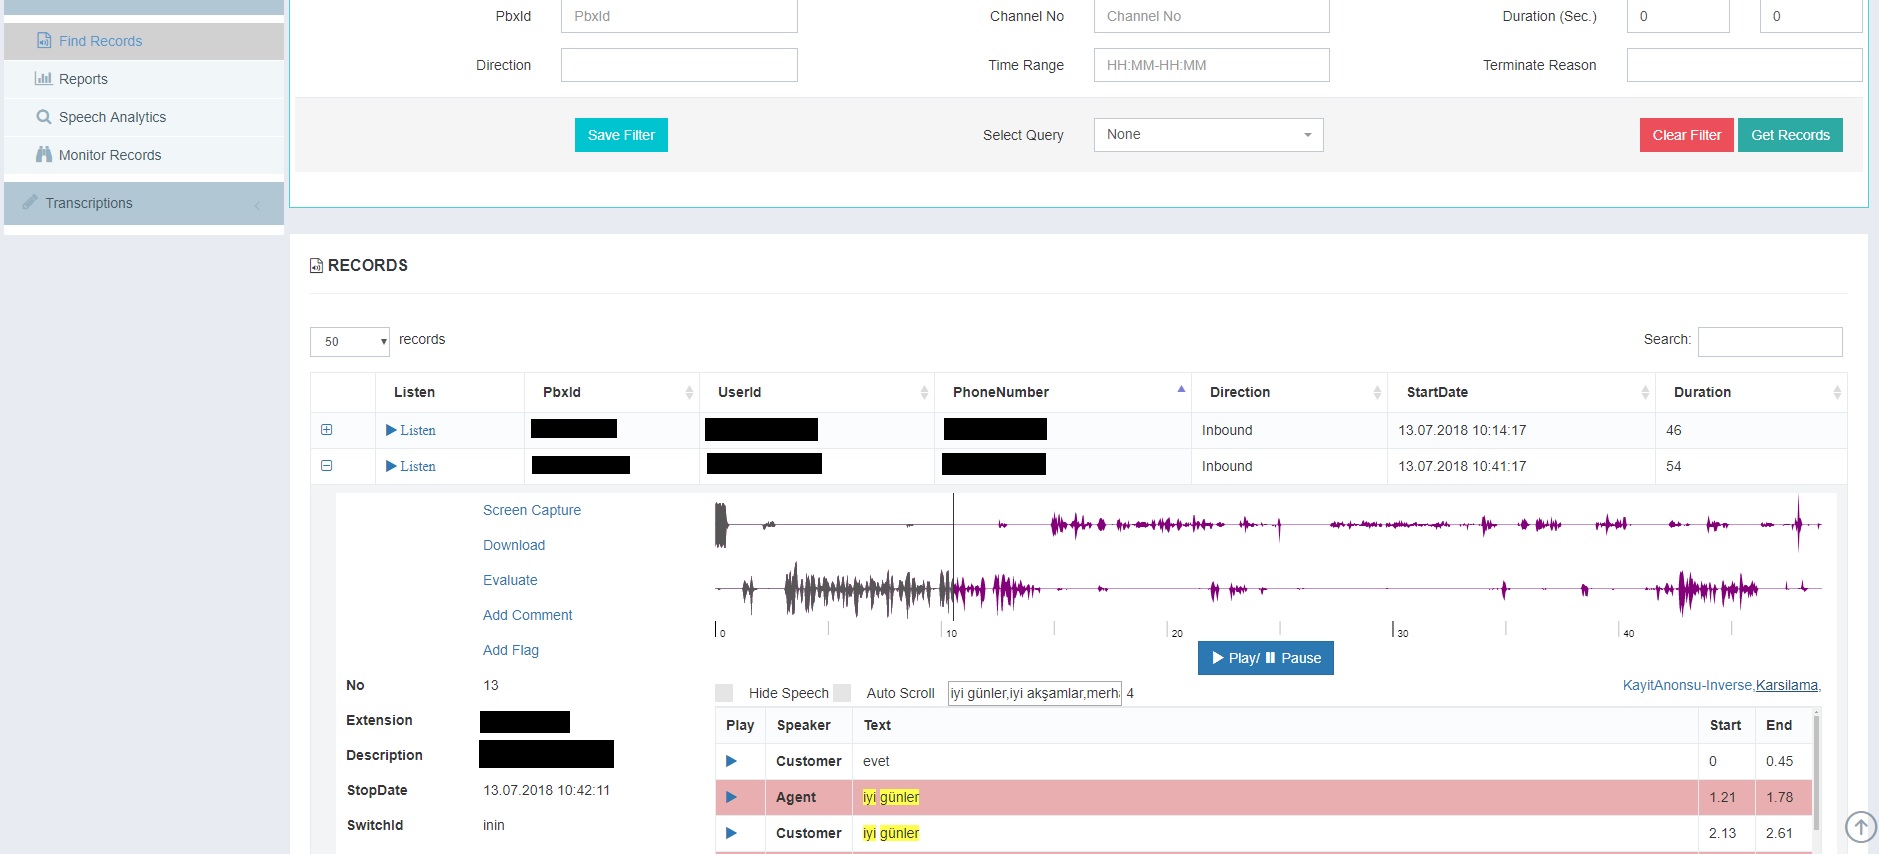 PbxId PbxId Channel No Channel No Duration (Sec.) 0 0
Find Records
Direction Time Range HH:MM-HH:MM Terminate Reason
Reports
Speech Analytics
Save Filter Select Query None Clear Filter Get Records
Monitor Records
Transcriptions
RECORDS
50 records Search:
Listen PbxId UserId PhoneNumber Direction StartDate Duration
Listen Inbound 13.07.2018 10:14:17 46
Listen Inbound 13.07.2018 10:41:17 54
Screen Capture
Download
Evaluate
Add Comment
0 10 20 30 40
Add Flag
Play/ Pause
No 13
Hide Speech Auto Scroll iyi günler,iyi akşamlar,merh 4 KayitAnonsu-Inverse,Karsilama,
Extension
Play Speaker Text Start End
Description
Customer evet 0 0.45
StopDate 13.07.2018 10:42:11
Agent iyi günler 1.21 1.78
SwitchId inin
Customer iyi günler 2.13 2.61